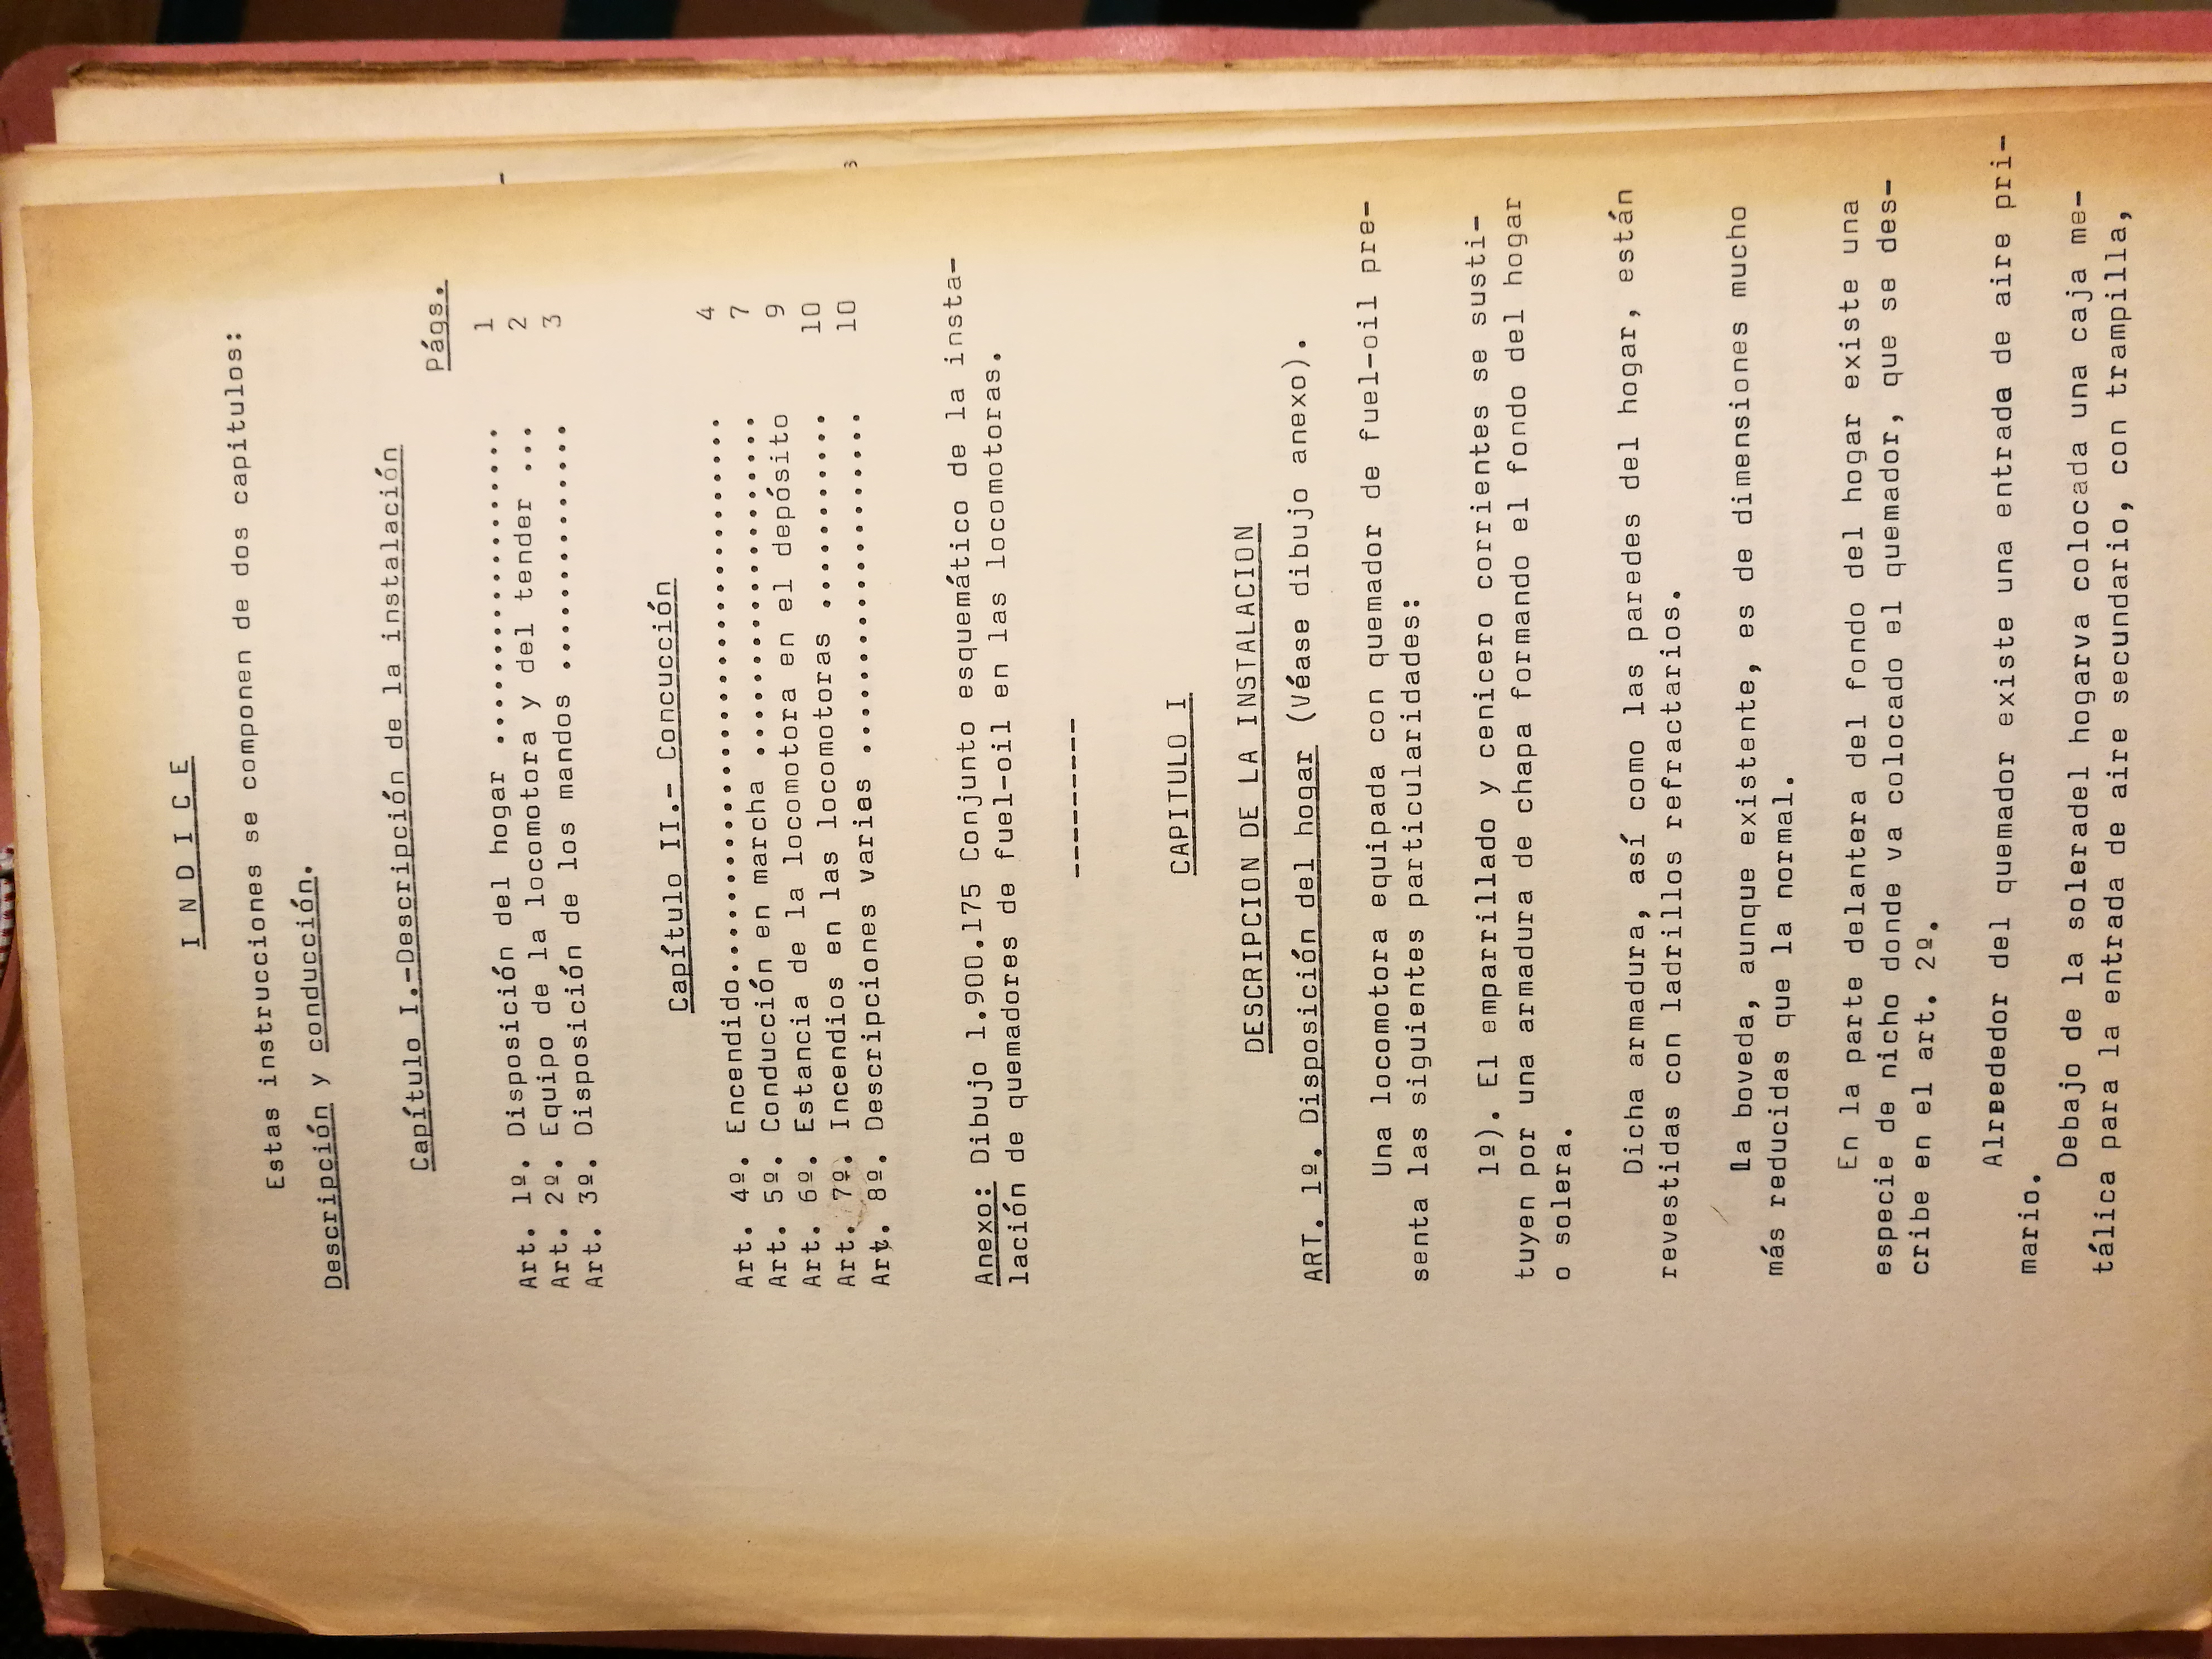 I N D I C E
Estas instrucciones se componen de dos capitulos:
Descripción y conducción.
Capítulo I.-Descripción de la instalación
Págs.
Art. 1º. Disposición del hogar ........................ 1
Art. 2º. Equipo de la locomotora y del tender ... 2
Art. 3º. Disposición de los mandos .................. 3
Capítulo II.- Concucción
Art. 4º. Encendido................................... 4
Art. 5º. Conducción en marcha ........................ 7
Art. 6º. Estancia de la locomotora en el depósito 9
Art. 7º. Incendios en las locomotoras .............. 10
Art. 8º. Descripciones varies ........................ 10
Anexo: Dibujo 1.900.175 Conjunto esquemático de la insta-
lación de quemadores de fuel-oil en las locomotoras.
-----------
CAPITULO I
DESCRIPCION DE LA INSTALACION
ART. 1º. Disposición del hogar (Véase dibujo anexo).
Una locomotora equipada con quemador de fuel-oil pre-
senta las siguientes particularidades:
1º). El emparrillado y cenicero corrientes se susti-
tuyen por una armadura de chapa formando el fondo del hogar
o solera.
Dicha armadura, así como las paredes del hogar, están
revestidas con ladrillos refractarios.
La boveda, aunque existente, es de dimensiones mucho
más reducidas que la normal.
En la parte delantera del fondo del hogar existe una
especie de nicho donde va colocado el quemador, que se des-
cribe en el art. 2º.
Alrededor del quemador existe una entrada de aire pri-
mario.
Debajo de la soleradel hogarva colocada una caja me-
tálica para la entrada de aire secundario, con trampilla,